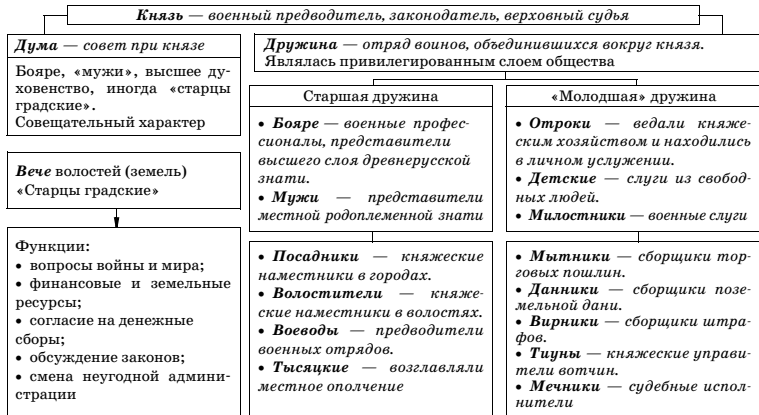 Князь — военный предводитель, законодатель, верховный судья
Дума — совет при князе
Бояре, «мужи», высшее ду-
ховенство, иногда «старцы
градские».
Совещательный характер
Вече волостей (земель)
«Старцы градские»
Функции:
• вопросы войны и мира;
• финансовые и земельные
ресурсы;
• согласие на денежные
сборы;
• обсуждение законов;
• смена неугодной админи-
страции
Дружина — отряд воинов, объединившихся вокруг князя.
Являлась привилегированным слоем общества
Старшая дружина
• Бояре — военные профес-
сионалы, представители
высшего слоя древнерусской
знати.
• Мужи — представители
местной родоплеменной знати
• Посадники — княжеские
наместники в городах.
• Волостители — княже-
ские наместники в волостях.
• Воеводы — предводители
военных отрядов.
• Тысяцкие — возглавляли
местное ополчение
«Молодшая» дружина
• Отроки — ведали княже-
ским хозяйством и находились
в личном услужении.
• Детские — слуги из свобод-
ных людей.
• Милостники — военные слуги
• Мытники — сборщики тор-
говых пошлин.
• Данники — сборщики позе-
мельной дани.
• Вирники — сборщики штра-
фов.
• Тиуны — княжеские управи-
тели вотчин.
• Мечники — судебные испол-
нители